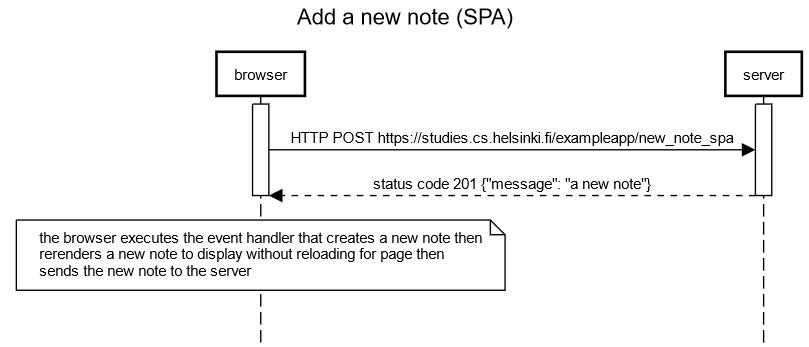 Add a new note (SPA)
browser
server
HTTP POST https://studies.cs.helsinki.fi/exampleapp/new_note_spa
status code 201 {"message": "a new note"}
the browser executes the event handler that creates a new note then
rerenders a new note to display without reloading for page then
sends the new note to the server